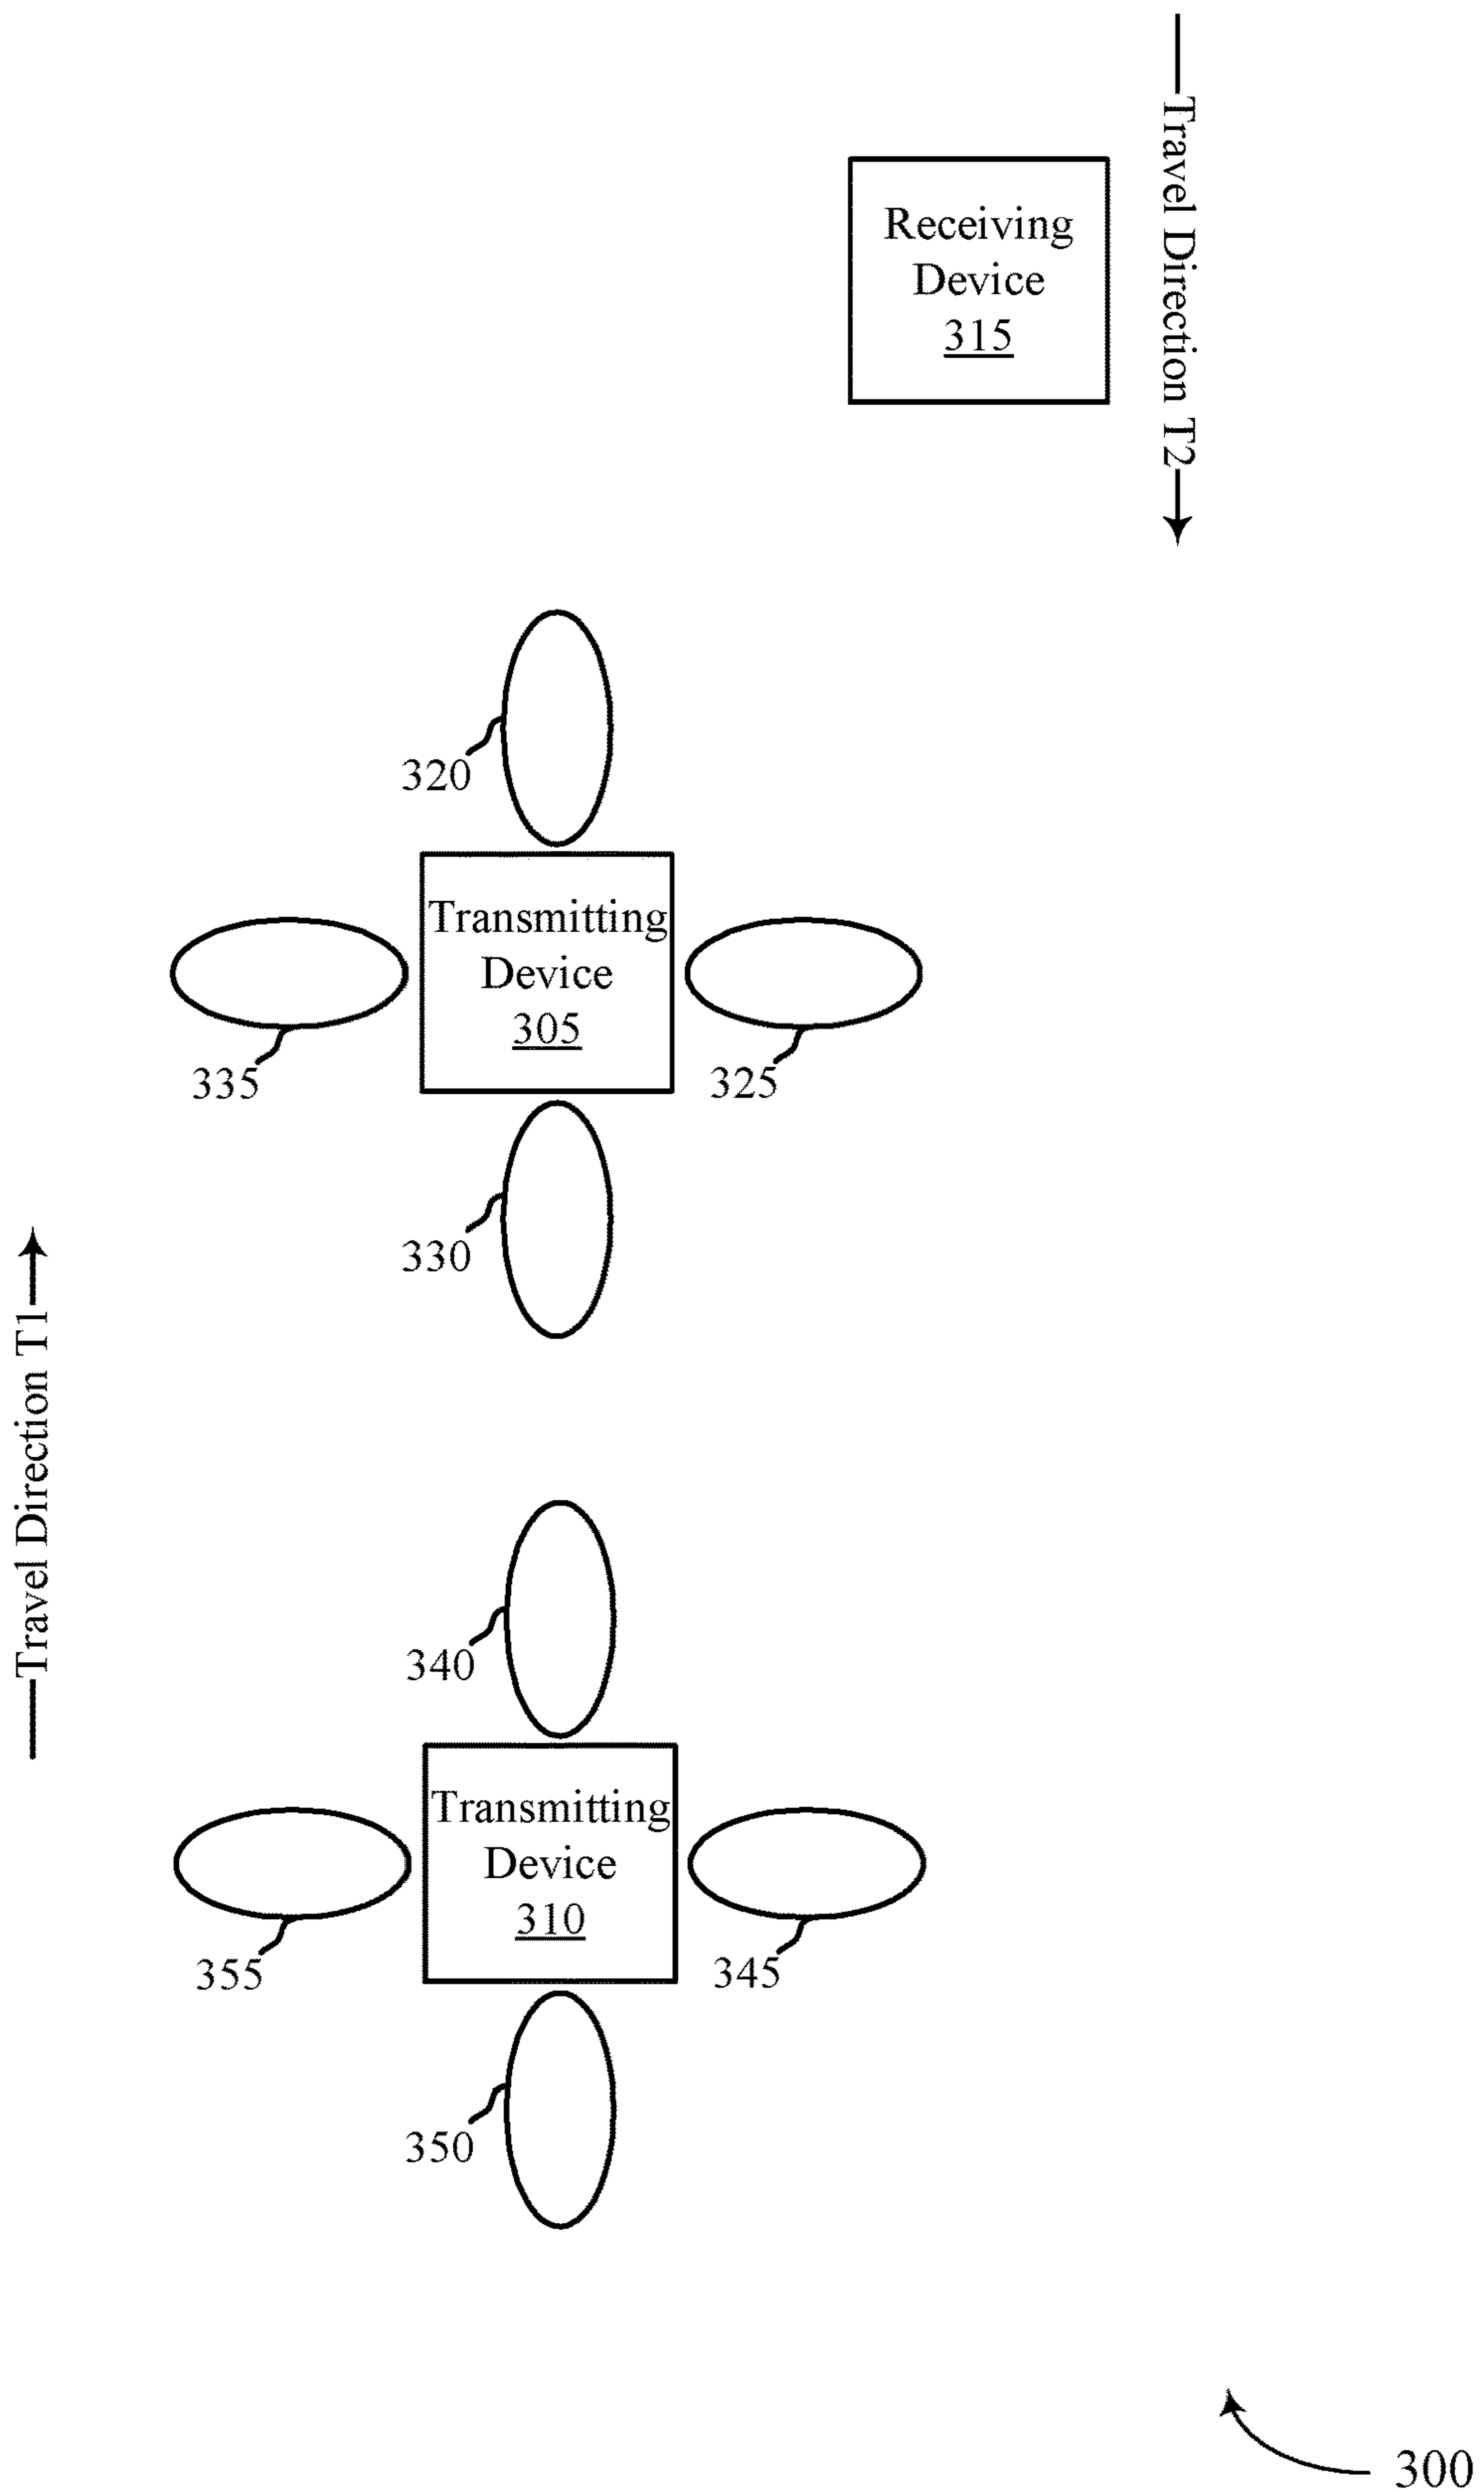 Travel Direction T2
Receiving
Device
315
320
Transmitting
Device
305
335
325
330
Travel Direction T1
340
Transmitting
Device
310
355
345
350
300